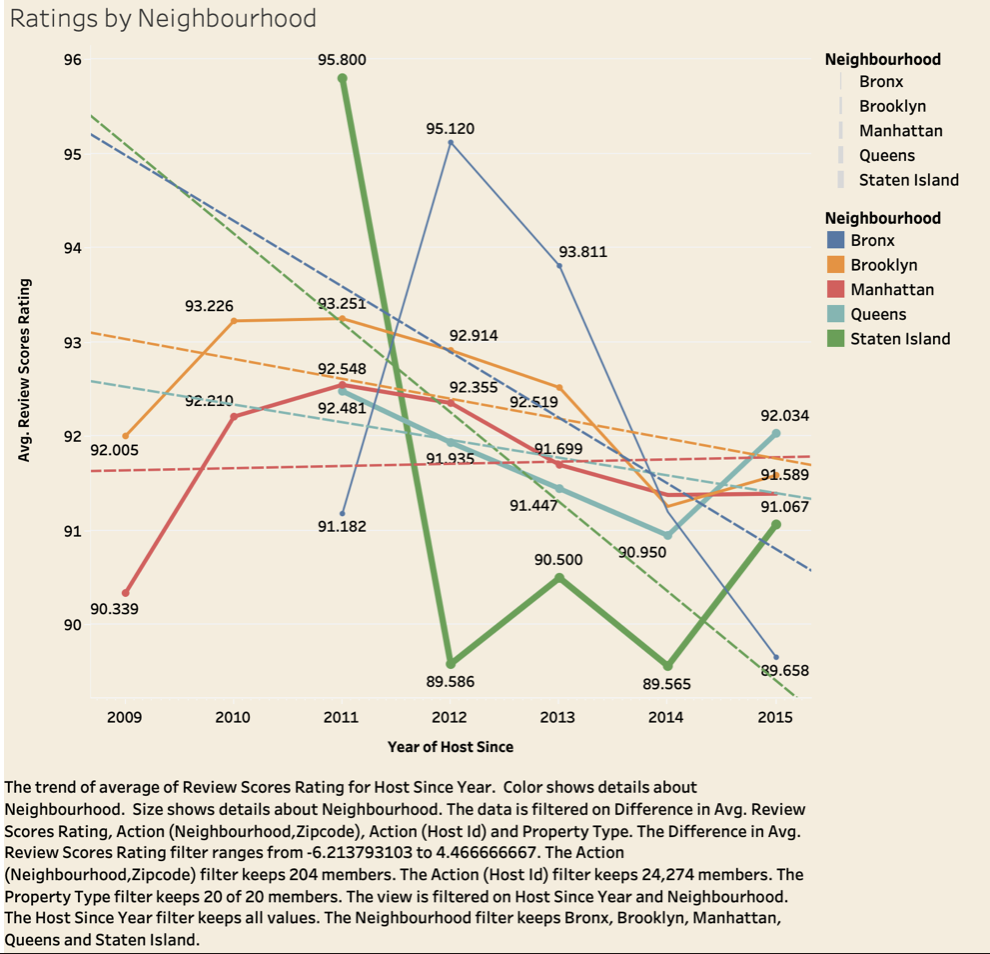 Ratings by Neighbourhood
96
95
94
93
92
91
90
Avg. Review Scores Rating
95.800
95.120
93.811
93.226
93.251
92.914
92.548
92.355
92.519
92.210
92.481
92.034
92.005
91.935
91.699
91.589
91.447
91.182
91.067
90.950
90.500
90.339
89.586
89.565
89.658
2009 2010 2011 2012 2013 2014 2015
Year of Host Since
Neighbourhood
Bronx
Brooklyn
Manhattan
Queens
Staten Island
Neighbourhood
Bronx
Brooklyn
Manhattan
Queens
Staten Island
The trend of average of Review Scores Rating for Host Since Year.  Color shows details about
Neighbourhood.  Size shows details about Neighbourhood. The data is filtered on Difference in Avg. Review
Scores Rating, Action (Neighbourhood,Zipcode), Action (Host Id) and Property Type. The Difference in Avg.
Review Scores Rating filter ranges from -6.213793103 to 4.466666667. The Action
(Neighbourhood,Zipcode) filter keeps 204 members. The Action (Host Id) filter keeps 24,274 members. The
Property Type filter keeps 20 of 20 members. The view is filtered on Host Since Year and Neighbourhood.
The Host Since Year filter keeps all values. The Neighbourhood filter keeps Bronx, Brooklyn, Manhattan,
Queens and Staten Island.